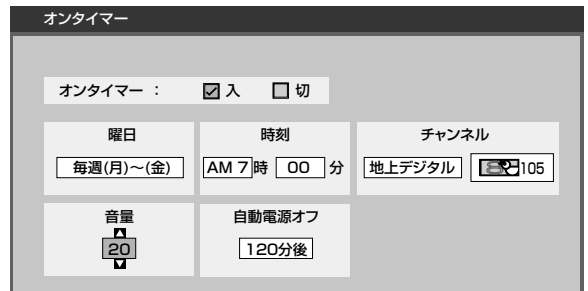 オンタイマー
オンタイマー : 入 切
曜日 時刻 チャンネル
毎週(月)～(金) AM 7 時 00 分 地上デジタル 105
音量 自動電源オフ
20 120分後